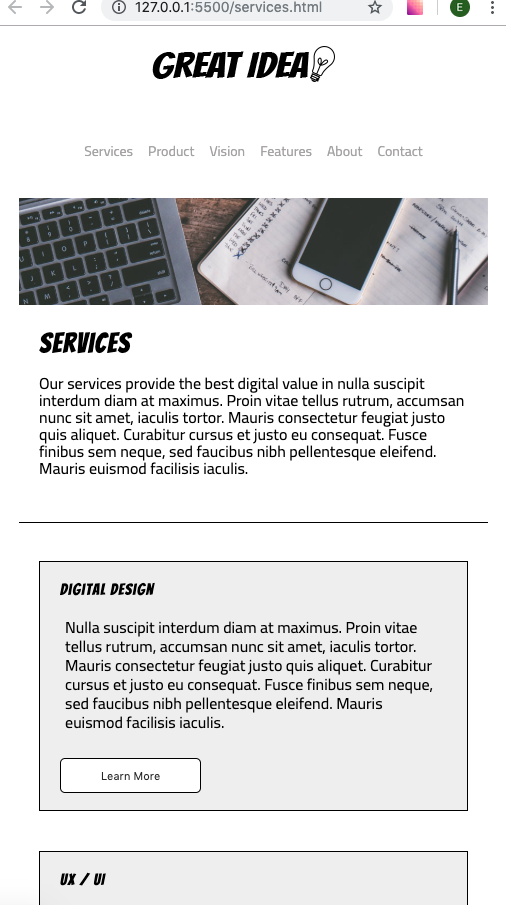 127.0.0.1:5500/services.html
E
GREAT IDEA
Services Product Vision Features About Contact
SERVICES
Our services provide the best digital value in nulla suscipit
interdum diam at maximus. Proin vitae tellus rutrum, accumsan
nunc sit amet, iaculis tortor. Mauris consectetur feugiat justo
quis aliquet. Curabitur cursus et justo eu consequat. Fusce
finibus sem neque, sed faucibus nibh pellentesque eleifend.
Mauris euismod facilisis iaculis.
DIGITAL DESIGN
Nulla suscipit interdum diam at maximus. Proin vitae
tellus rutrum, accumsan nunc sit amet, iaculis tortor.
Mauris consectetur feugiat justo quis aliquet. Curabitur
cursus et justo eu consequat. Fusce finibus sem neque,
sed faucibus nibh pellentesque eleifend. Mauris
euismod facilisis iaculis.
Learn More
UX / UI